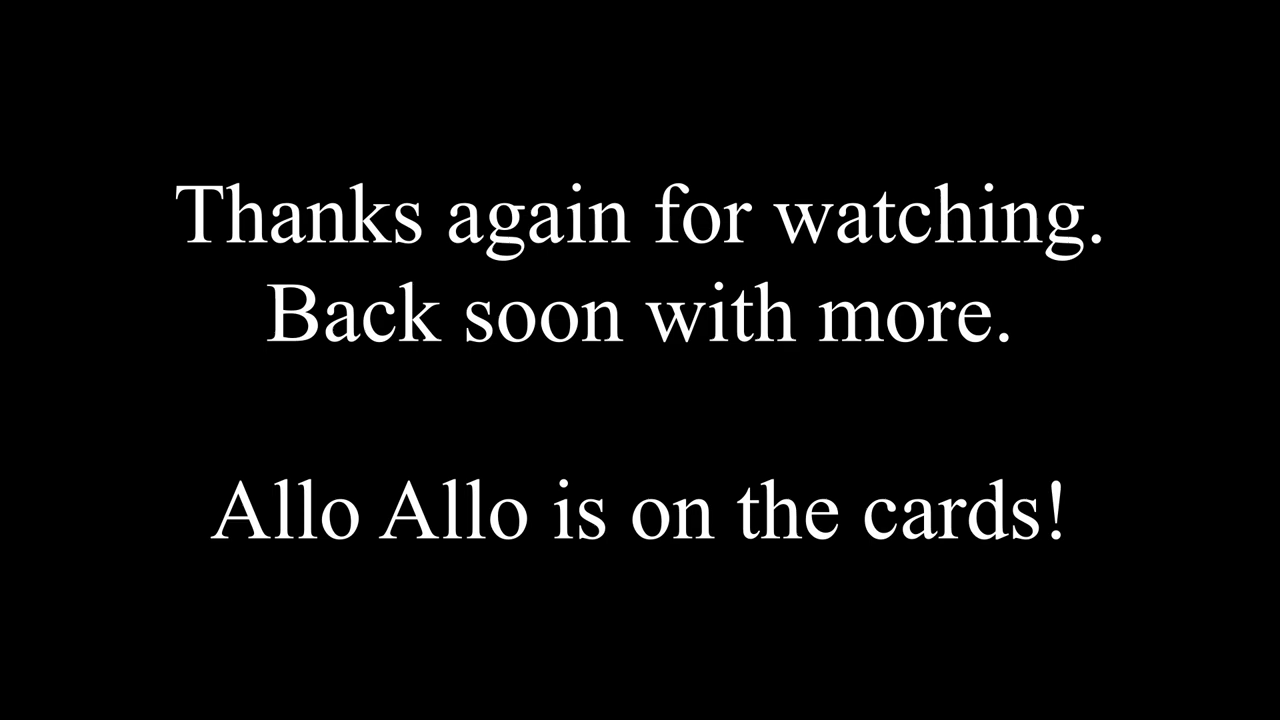 Thanks again for watching.
Back soon with more.
Allo Allo is on the cards!